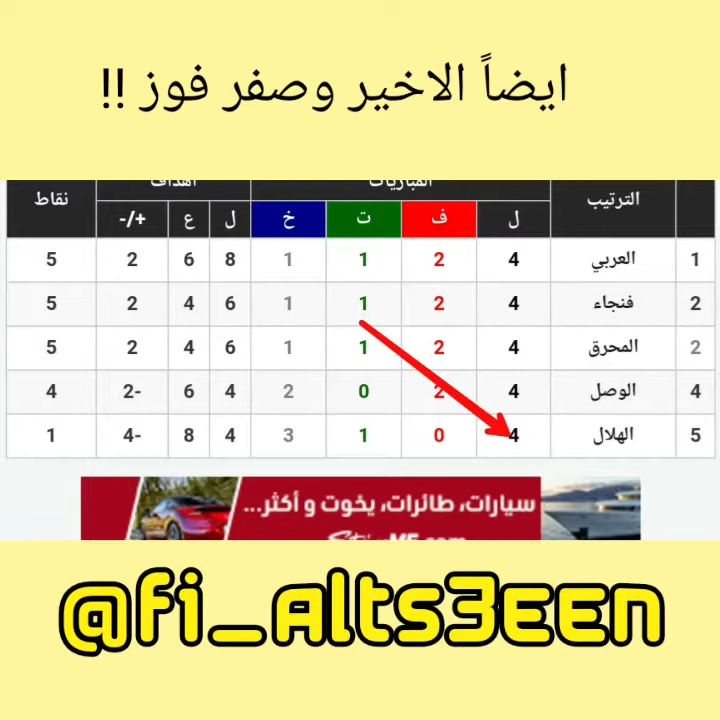 ايضاً الاخير وصفر فوز !!
الترتيب المباريات اهداف نقاط
ل ف ت خ ل ع +/-
1 العربي 4 2 1 1 8 6 2 5
2 فنجاء 4 2 1 1 6 4 2 5
2 المحرق 4 2 1 1 6 4 2 5
4 الوصل 4 2 0 2 4 6 2- 4
5 الهلال 4 0 1 3 4 8 4- 1
سيارات، طائرات، يخوت و أكثر...
@fi_alts3een